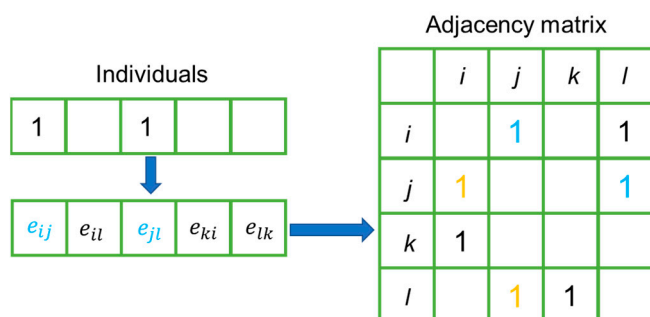 Adjacency matrix
Individuals
1 1
e_ij e_il e_jl e_ki e_lk
i j k l
i 1 1
j 1 1
k 1
l 1 1